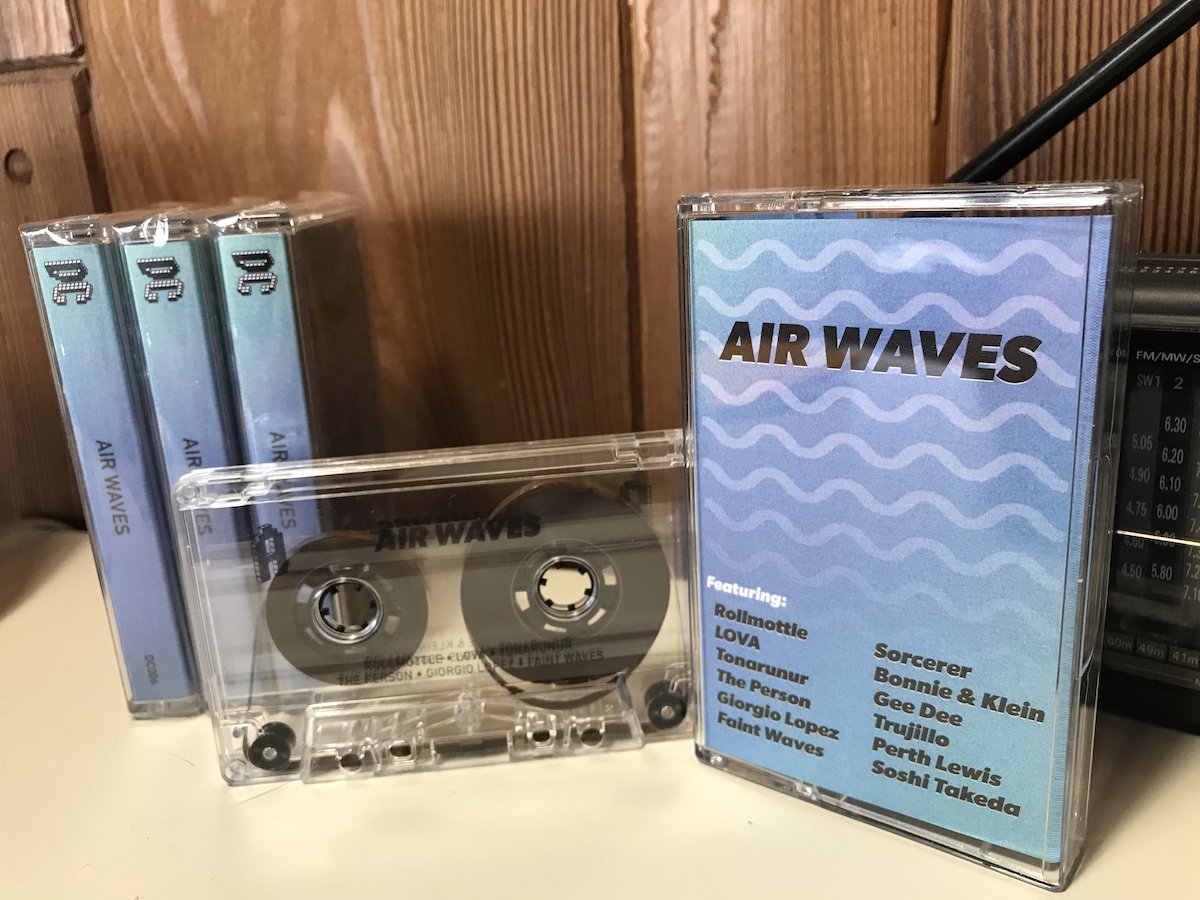 DC
AIR WAVES
DC006
DC
AIR WAVES
DC
AIR WAVES
AIR WAVES
ROLLMOTTLE • LOVA • TONARUNUR
THE PERSON • GIORGIO LOPEZ • FAINT WAVES
AIR WAVES
Featuring:
Rollmottle
LOVA
Tonarunur
The Person
Giorgio Lopez
Faint Waves
Sorcerer
Bonnie & Klein
Gee Dee
Trujillo
Perth Lewis
Soshi Takeda
FM/MW/S
SW1 2
6.30
5.05 6.20
4.90 6.10
4.75 6.00
4.50 5.80
60m 49m 41m